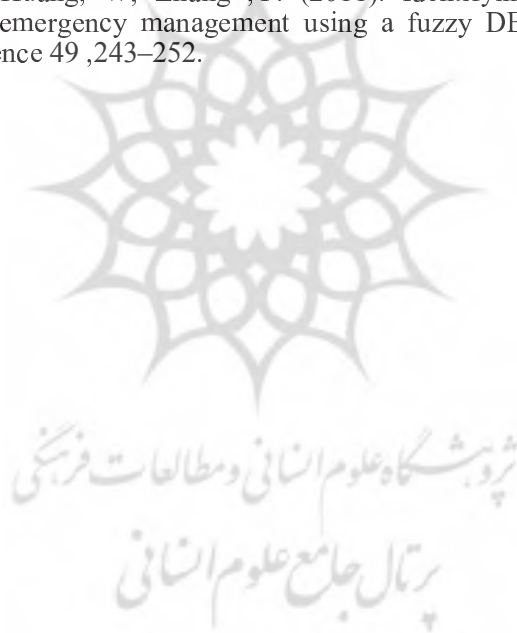 emergency management using a fuzzy DE
ence 49 ,243–252.
پژوهشگاه علوم انسانی و مطالعات فرهنگی
پرتال جامع علوم انسانی